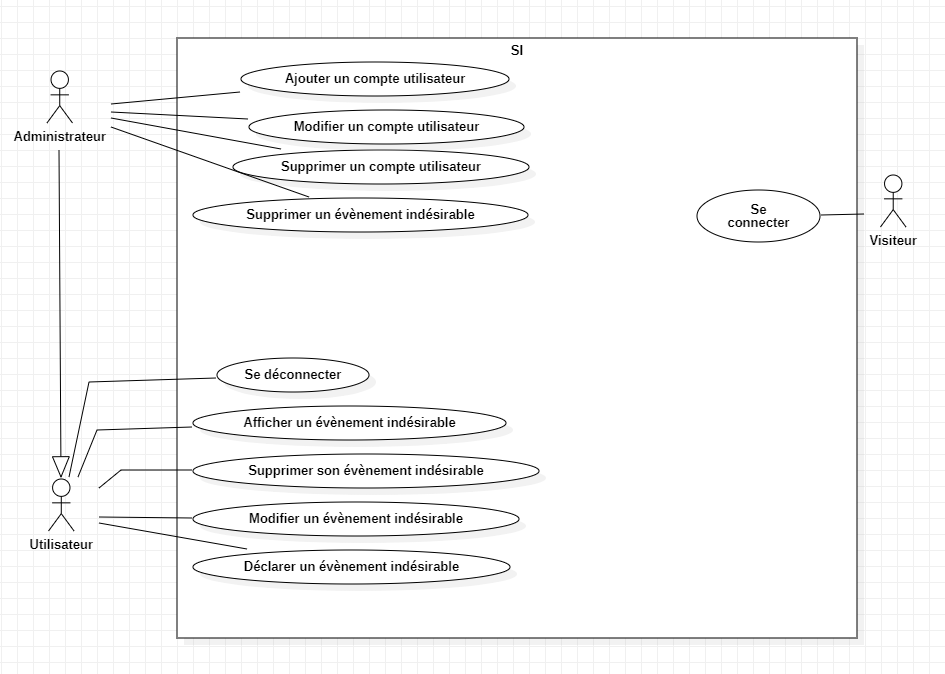 SI
Ajouter un compte utilisateur
Administrateur
Modifier un compte utilisateur
Supprimer un compte utilisateur
Supprimer un évènement indésirable
Se
connecter
Visiteur
Se déconnecter
Afficher un évènement indésirable
Supprimer son évènement indésirable
Modifier un évènement indésirable
Utilisateur
Déclarer un évènement indésirable